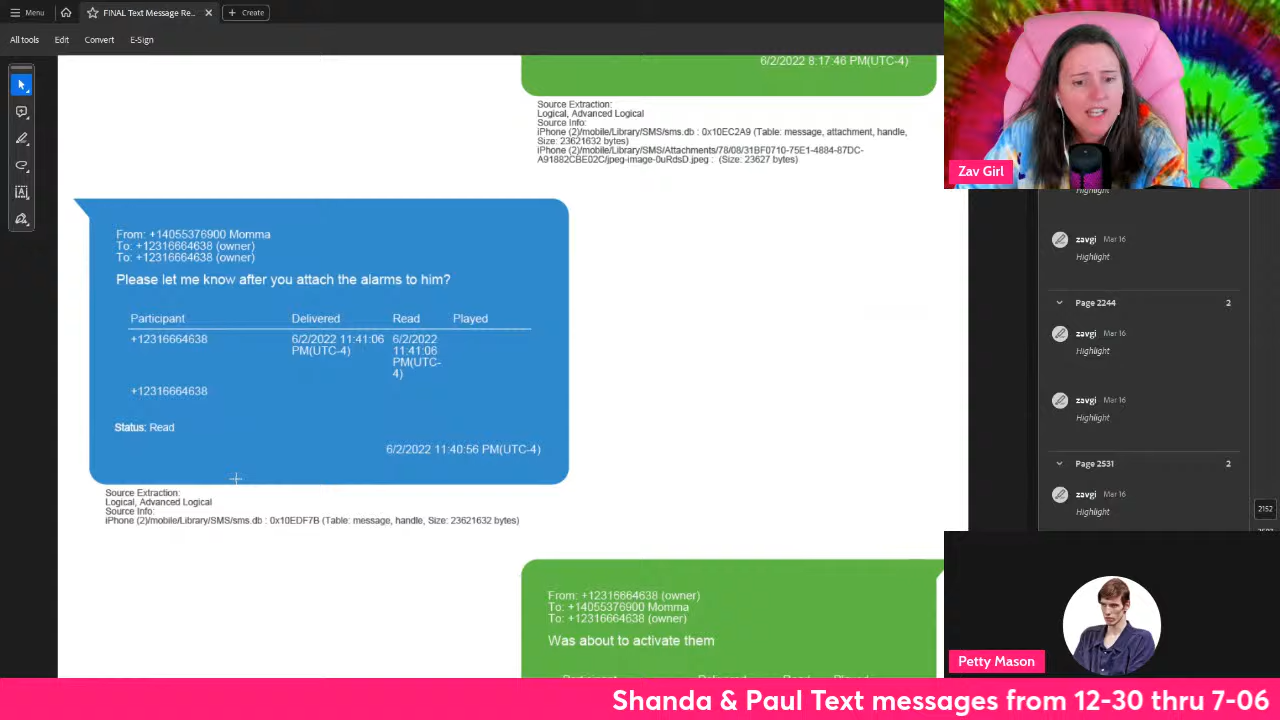 Menu
FINAL Text Message Re...
Create
All tools
Edit
Convert
E-Sign
6/2/2022 8:17:46 PM(UTC-4)
Source Extraction:
Logical, Advanced Logical
Source Info:
iPhone (2)/mobile/Library/SMS/sms.db : 0x10EC2A9 (Table: message, attachment, handle,
Size: 23621632 bytes)
iPhone (2)/mobile/Library/SMS/Attachments/78/08/31BF0710-75E1-4884-87DC-
A91882CBE02C/jpeg-image-0uRdsD.jpeg : (Size: 23627 bytes)
From: +14055376900 Momma
To: +12316664638 (owner)
To: +12316664638 (owner)
Please let me know after you attach the alarms to him?
Participant Delivered Read Played
+12316664638 6/2/2022 11:41:06 6/2/2022
PM(UTC-4) 11:41:06
PM(UTC-
4)
+12316664638
Status: Read
6/2/2022 11:40:56 PM(UTC-4)
Source Extraction:
Logical, Advanced Logical
Source Info:
iPhone (2)/mobile/Library/SMS/sms.db : 0x10EDF7B (Table: message, handle, Size: 23621632 bytes)
From: +12316664638 (owner)
To: +14055376900 Momma
To: +12316664638 (owner)
Was about to activate them
Zav Girl
Highlight
zavgi Mar 16
Highlight
Page 2244 2
zavgi Mar 16
Highlight
zavgi Mar 16
Highlight
Page 2531 2
zavgi Mar 16
Highlight
2152
Petty Mason
Shanda & Paul Text messages from 12-30 thru 7-06